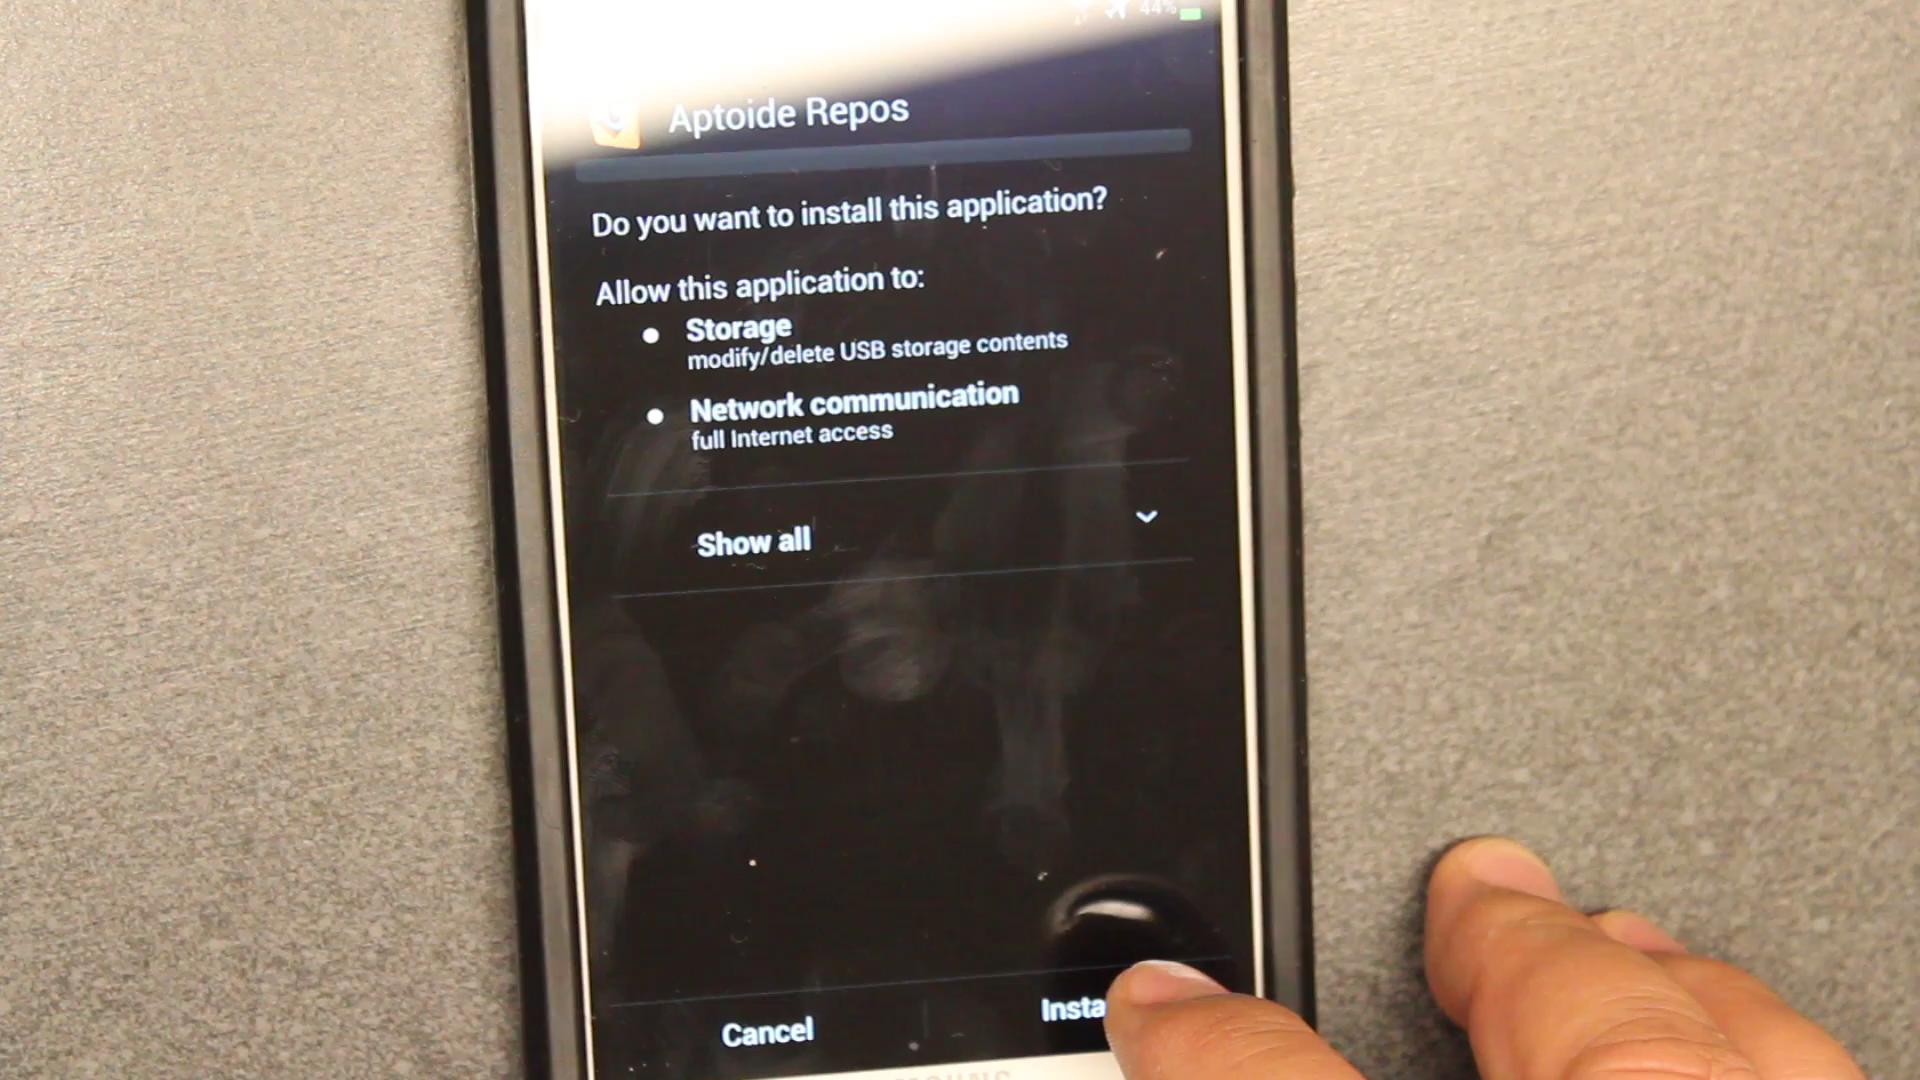 44%
Aptoide Repos
Do you want to install this application?
Allow this application to:
Storage
modify/delete USB storage contents
Network communication
full Internet access
Show all
Cancel
Insta